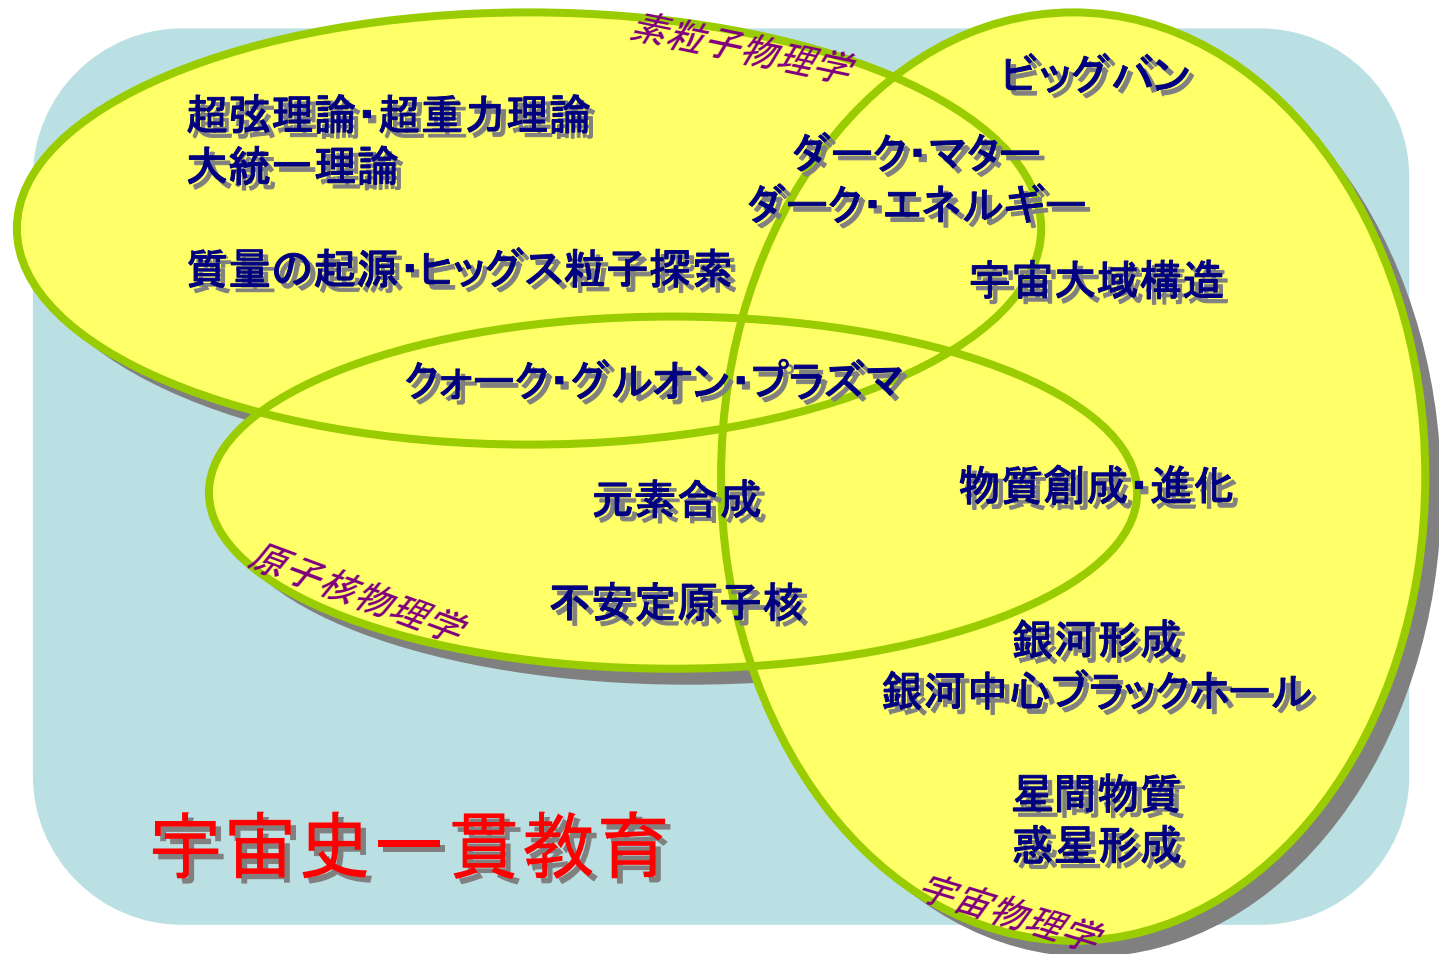 素粒子物理学
ビッグバン
超弦理論・超重力理論
大統一理論
ダーク・マター
ダーク・エネルギー
質量の起源・ヒッグス粒子探索
宇宙大域構造
クォーク・グルオン・プラズマ
元素合成
物質創成・進化
原子核物理学
不安定原子核
銀河形成
銀河中心ブラックホール
星間物質
惑星形成
宇宙史一貫教育
宇宙物理学